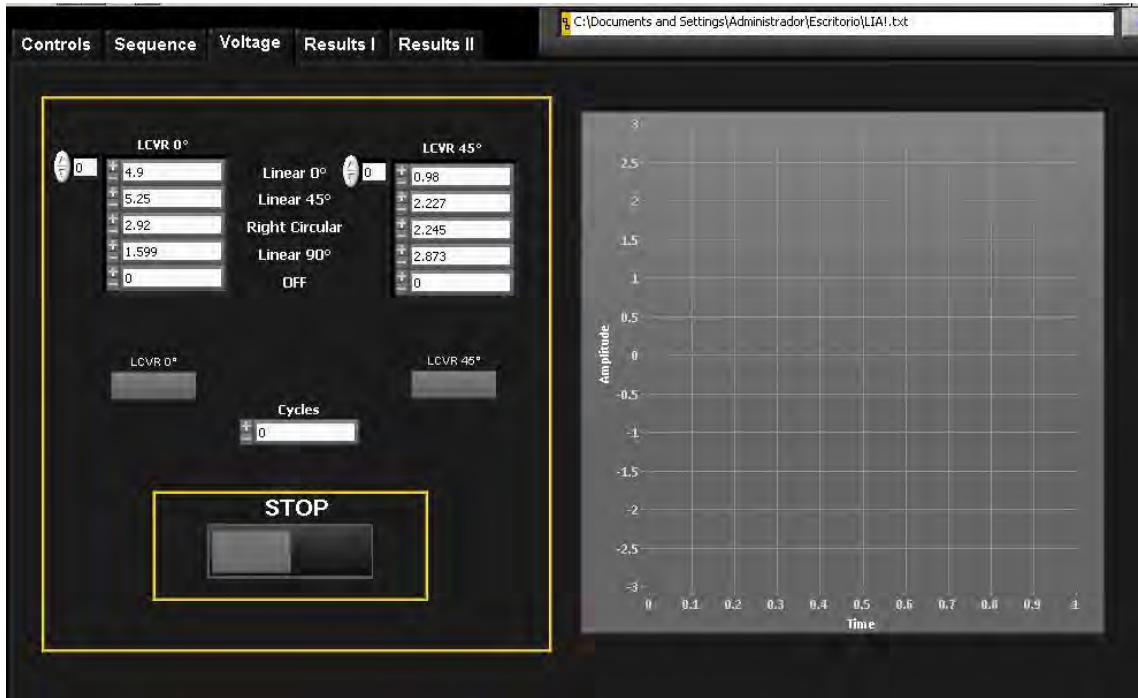 C:\Documents and Settings\Administrador\Escritorio\LIA!.txt
Controls Sequence Voltage Results I Results II
LCVR 0° LCVR 45°
0 4.9 Linear 0° 0 0.98
5.25 Linear 45° 2.227
2.92 Right Circular 2.245
1.599 Linear 90° 2.873
0 OFF 0
LCVR 0° LCVR 45°
Cycles
0
STOP
Amplitude
3
2.5
2
1.5
1
0.5
0
-0.5
-1
-1.5
-2
-2.5
-3
0 0.1 0.2 0.3 0.4 0.5 0.6 0.7 0.8 0.9 1
Time